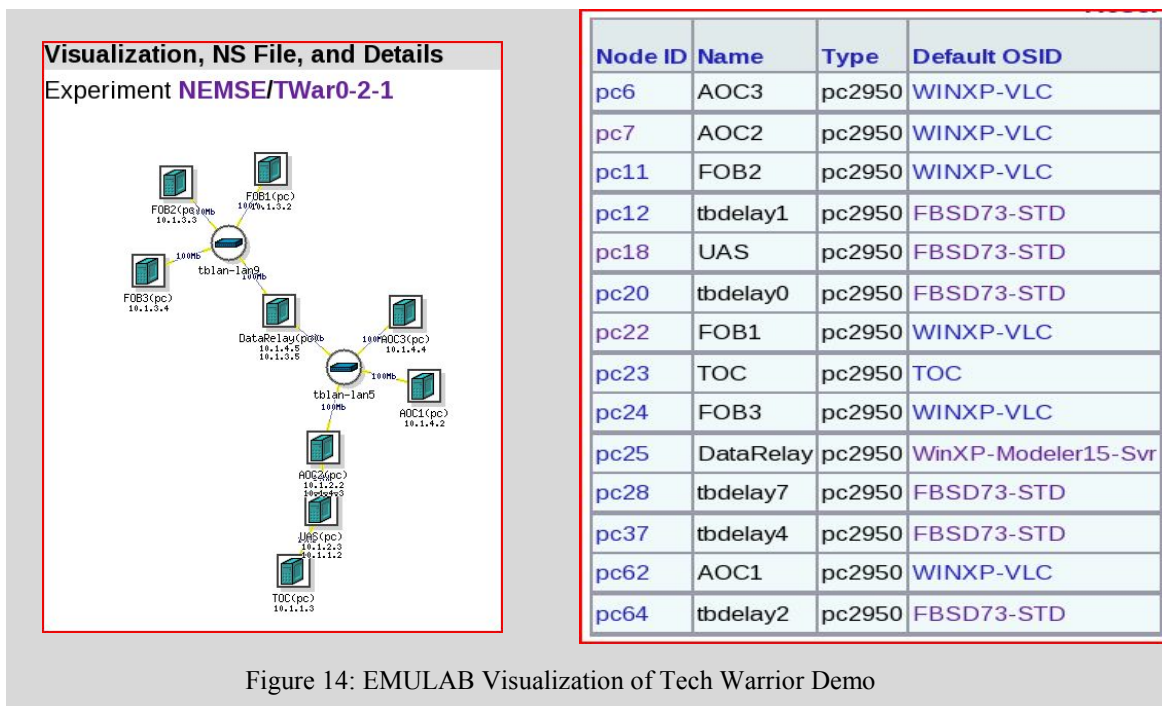 Visualization, NS File, and Details
Experiment NEMSE/TWar0-2-1
FOB1(pc)
10.1.3.2
FOB2(pc)
10.1.3.3
100Mb
tblan-lan9
100Mb
FOB3(pc)
10.1.3.4
DataRelay(pc)
10.1.4.5
10.1.3.5
AOC3(pc)
10.1.4.4
100Mb
tblan-lan5
100Mb
AOC1(pc)
10.1.4.2
AOC2(pc)
10.1.2.2
UAS(pc)
10.1.2.3
10.1.1.2
TOC(pc)
10.1.1.3
Node ID Name Type Default OSID
pc6 AOC3 pc2950 WINXP-VLC
pc7 AOC2 pc2950 WINXP-VLC
pc11 FOB2 pc2950 WINXP-VLC
pc12 tbdelay1 pc2950 FBSD73-STD
pc18 UAS pc2950 FBSD73-STD
pc20 tbdelay0 pc2950 FBSD73-STD
pc22 FOB1 pc2950 WINXP-VLC
pc23 TOC pc2950 TOC
pc24 FOB3 pc2950 WINXP-VLC
pc25 DataRelay pc2950 WinXP-Modeler15-Svr
pc28 tbdelay7 pc2950 FBSD73-STD
pc37 tbdelay4 pc2950 FBSD73-STD
pc62 AOC1 pc2950 WINXP-VLC
pc64 tbdelay2 pc2950 FBSD73-STD
Figure 14: EMULAB Visualization of Tech Warrior Demo